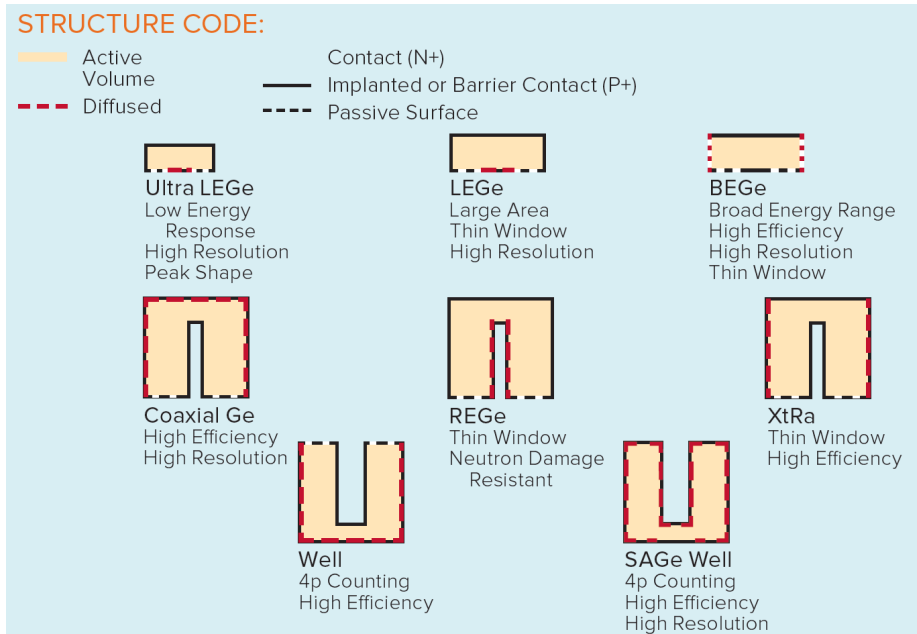 STRUCTURE CODE:
Active
Volume
Diffused
Contact (N+)
Implanted or Barrier Contact (P+)
Passive Surface
Ultra LEGe
Low Energy
Response
High Resolution
Peak Shape
LEGe
Large Area
Thin Window
High Resolution
BEGe
Broad Energy Range
High Efficiency
High Resolution
Thin Window
Coaxial Ge
High Efficiency
High Resolution
REGe
Thin Window
Neutron Damage
Resistant
XtRa
Thin Window
High Efficiency
Well
4p Counting
High Efficiency
SAGe Well
4p Counting
High Efficiency
High Resolution